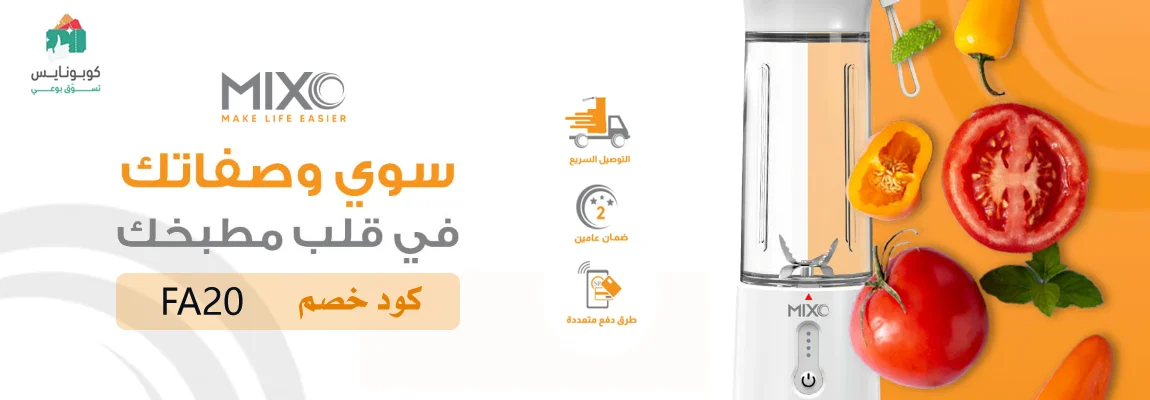 كوبونايس
تسوّق بوعي
MIXO
MAKE LIFE EASIER
سوي وصفاتك
في قلب مطبخك
كود خصم FA20
التوصيل السريع
2
ضمان عامين
طرق دفع متعددة
MIXO